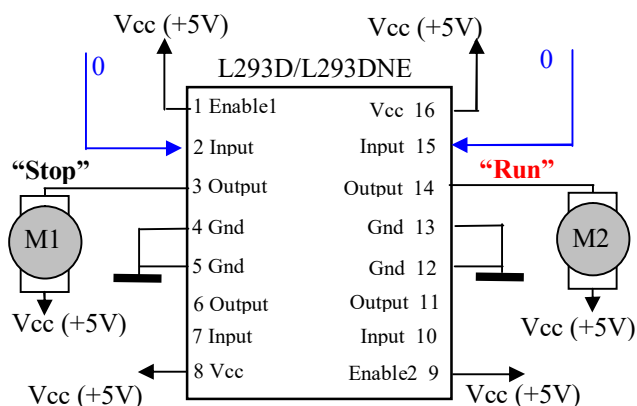 Vcc (+5V)
Vcc (+5V)
0
L293D/L293DNE
0
1 Enable1
Vcc 16
2 Input
Input 15
“Stop”
“Run”
3 Output
Output 14
M1
4 Gnd
Gnd 13
M2
5 Gnd
Gnd 12
6 Output
Output 11
Vcc (+5V)
Vcc (+5V)
7 Input
Input 10
8 Vcc
Enable2 9
Vcc (+5V)
Vcc (+5V)